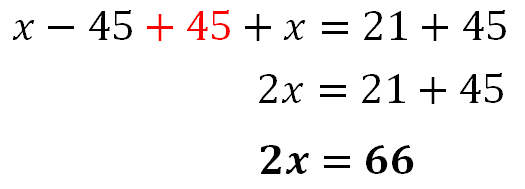 x − 45 + 45 + x = 21 + 45
2x = 21 + 45
2x = 66